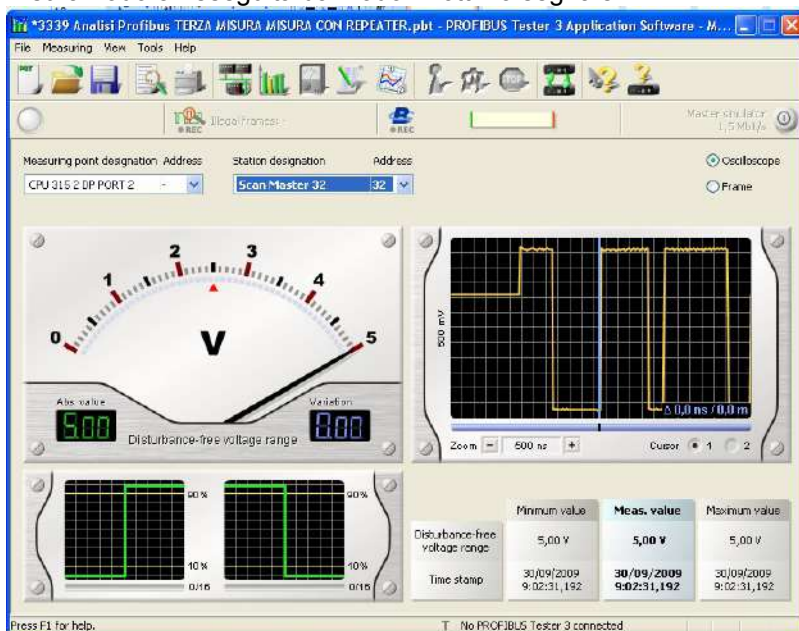 *3339 Analisi Profibus TERZA MISURA MISURA CON REPEATER.pbt - PROFIBUS Tester 3 Application Software - M...
File Measuring View Tools Help
REC
Illegal frames: -
REC
Master simulator
1,5 Mbit/s
Measuring point designation Address Station designation Address
CPU 315 2 DP PORT 2 - Scan Master 32 32
Oscilloscope
Frame
0 1 2 3 4 5
V
Abs. value
5.00
Disturbance-free voltage range
Variation
0.00
500 mV
Δ 0,0 ns / 0,0 m
Zoom - 500 ns + Cursor 1 2
90% 90%
10% 10%
0/16 0/16
Minimum value Meas. value Maximum value
Disturbance-free voltage range 5,00 V 5,00 V 5,00 V
Time stamp 30/09/2009 9:02:31,192 30/09/2009 9:02:31,192 30/09/2009 9:02:31,192
Press F1 for help. T No PROFIBUS Tester 3 connected